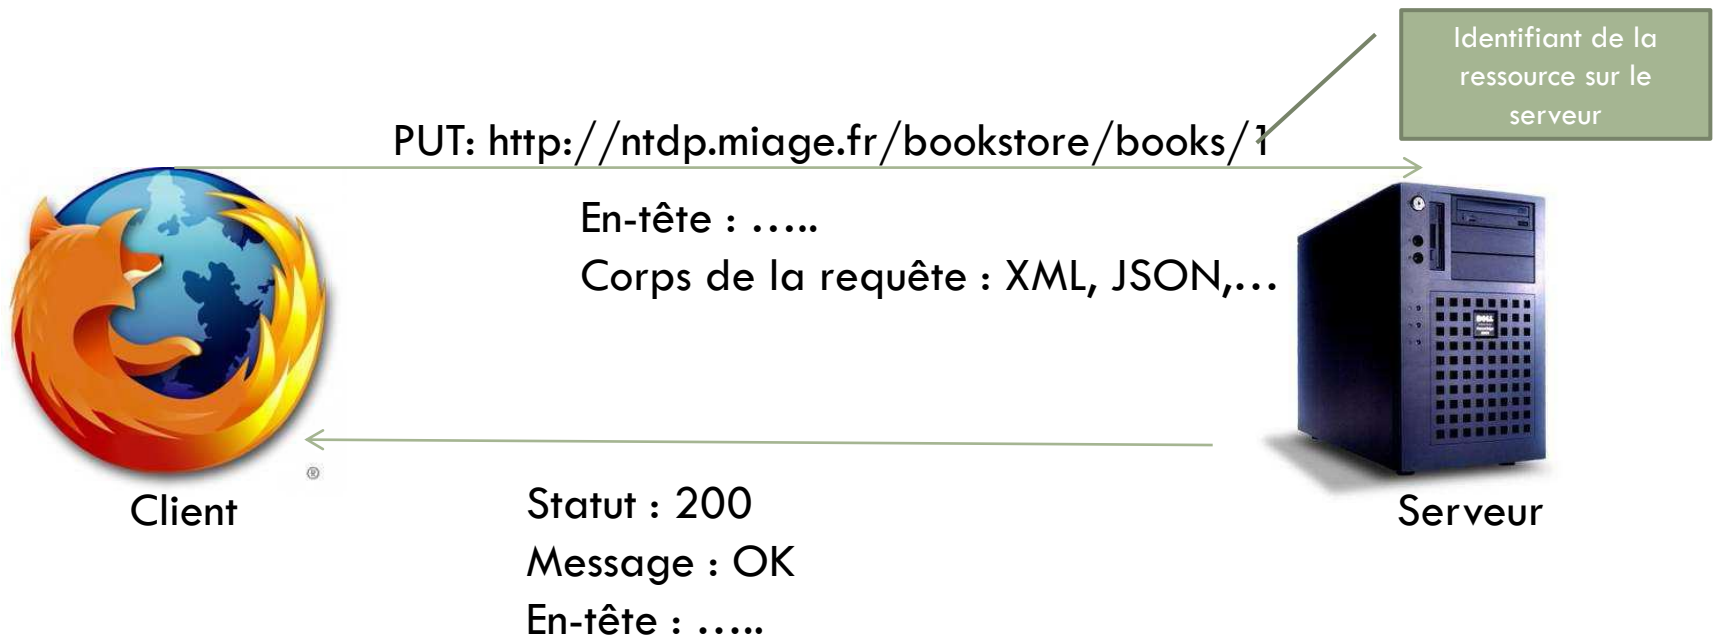 Identifiant de la
ressource sur le
serveur
PUT: http://ntdp.miage.fr/bookstore/books/1
En-tête : …..
Corps de la requête : XML, JSON,…
DELL
®
Client
Serveur
Statut : 200
Message : OK
En-tête : …..